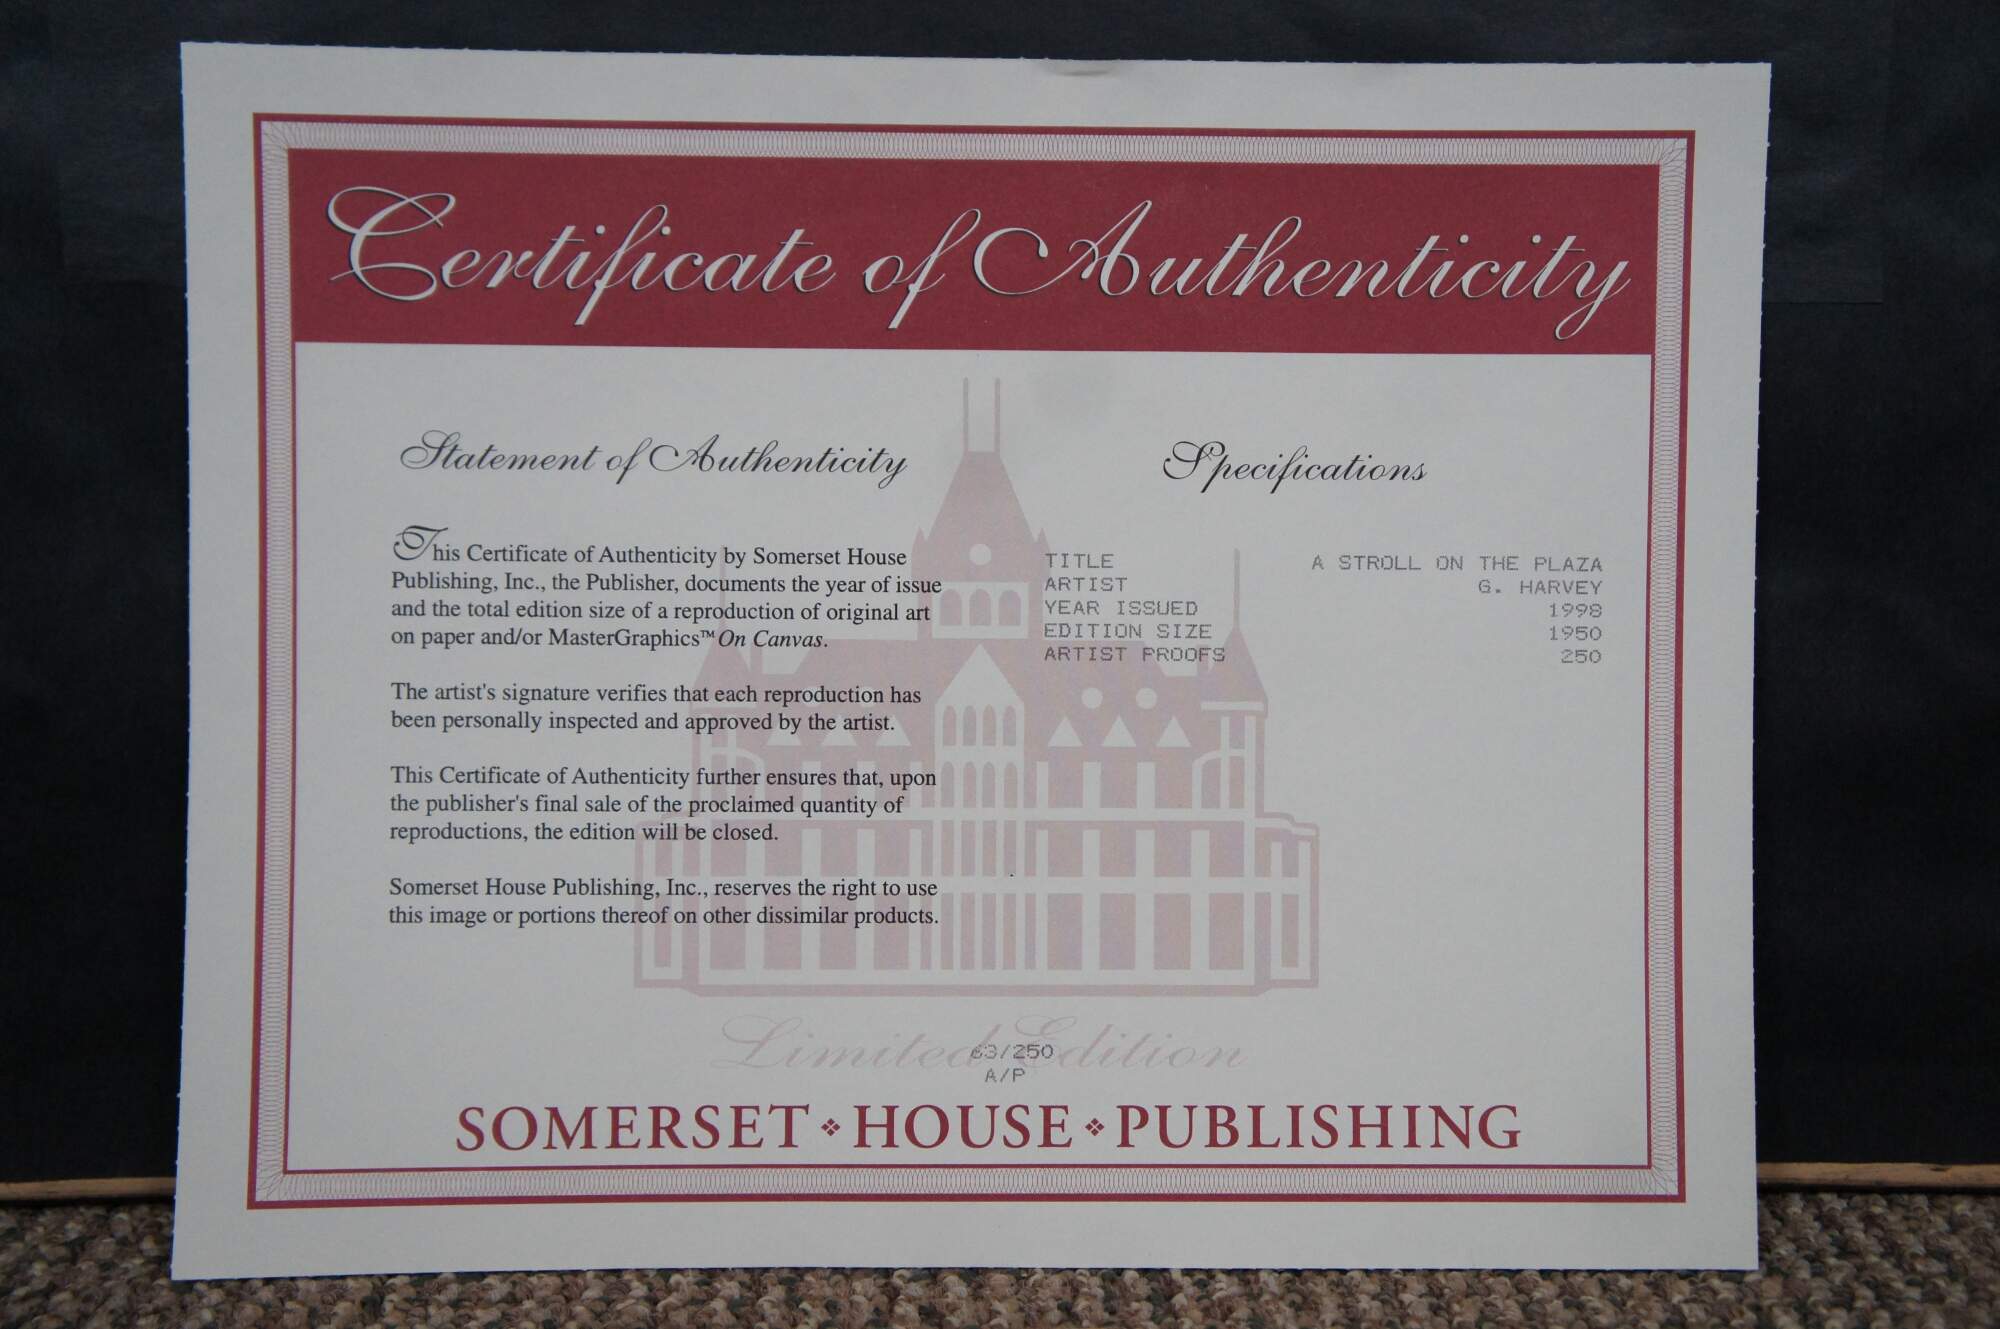 Certificate of Authenticity
Statement of Authenticity
This Certificate of Authenticity by Somerset House
Publishing, Inc., the Publisher, documents the year of issue
and the total edition size of a reproduction of original art
on paper and/or MasterGraphics™ On Canvas.
The artist's signature verifies that each reproduction has
been personally inspected and approved by the artist.
This Certificate of Authenticity further ensures that, upon
the publisher's final sale of the proclaimed quantity of
reproductions, the edition will be closed.
Somerset House Publishing, Inc., reserves the right to use
this image or portions thereof on other dissimilar products.
Specifications
TITLE A STROLL ON THE PLAZA
ARTIST G. HARVEY
YEAR ISSUED 1998
EDITION SIZE 1950
ARTIST PROOFS 250
Limited Edition
63/250
A/P
SOMERSET ❖ HOUSE ❖ PUBLISHING